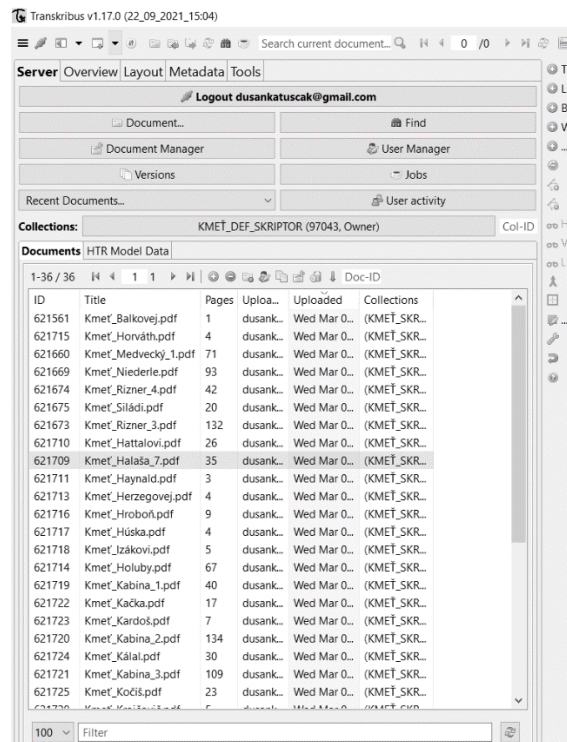 Transkribus v1.17.0 (22_09_2021_15:04)
Search current document... 0 /0
Server Overview Layout Metadata Tools
Logout dusankatuscak@gmail.com
Document... Find
Document Manager User Manager
Versions Jobs
Recent Documents... User activity
Collections: KMEŤ_DEF_SKRIPTOR (97043, Owner) Col-ID
Documents HTR Model Data
1-36 / 36 1 1 Doc-ID
ID Title Pages Uploa... Uploaded Collections
621561 Kmeť_Balkovej.pdf 1 dusank... Wed Mar 0... (KMEŤ_SKR...
621715 Kmeť_Horváth.pdf 4 dusank... Wed Mar 0... (KMEŤ_SKR...
621660 Kmeť_Medvecký_1.pdf 71 dusank... Wed Mar 0... (KMEŤ_SKR...
621669 Kmeť_Niederle.pdf 93 dusank... Wed Mar 0... (KMEŤ_SKR...
621674 Kmeť_Rizner_4.pdf 42 dusank... Wed Mar 0... (KMEŤ_SKR...
621675 Kmeť_Siládi.pdf 20 dusank... Wed Mar 0... (KMEŤ_SKR...
621673 Kmeť_Rizner_3.pdf 132 dusank... Wed Mar 0... (KMEŤ_SKR...
621710 Kmeť_Hattalovi.pdf 26 dusank... Wed Mar 0... (KMEŤ_SKR...
621709 Kmeť_Halaša_7.pdf 35 dusank... Wed Mar 0... (KMEŤ_SKR...
621711 Kmeť_Haynald.pdf 3 dusank... Wed Mar 0... (KMEŤ_SKR...
621713 Kmeť_Herzegovej.pdf 4 dusank... Wed Mar 0... (KMEŤ_SKR...
621716 Kmeť_Hroboň.pdf 9 dusank... Wed Mar 0... (KMEŤ_SKR...
621717 Kmeť_Húska.pdf 4 dusank... Wed Mar 0... (KMEŤ_SKR...
621718 Kmeť_Izákovi.pdf 5 dusank... Wed Mar 0... (KMEŤ_SKR...
621714 Kmeť_Holuby.pdf 67 dusank... Wed Mar 0... (KMEŤ_SKR...
621719 Kmeť_Kabina_1.pdf 40 dusank... Wed Mar 0... (KMEŤ_SKR...
621722 Kmeť_Kačka.pdf 17 dusank... Wed Mar 0... (KMEŤ_SKR...
621723 Kmeť_Kardoš.pdf 7 dusank... Wed Mar 0... (KMEŤ_SKR...
621720 Kmeť_Kabina_2.pdf 134 dusank... Wed Mar 0... (KMEŤ_SKR...
621724 Kmeť_Kálal.pdf 30 dusank... Wed Mar 0... (KMEŤ_SKR...
621721 Kmeť_Kabina_3.pdf 109 dusank... Wed Mar 0... (KMEŤ_SKR...
621725 Kmeť_Kočiš.pdf 23 dusank... Wed Mar 0... (KMEŤ_SKR...
100 Filter